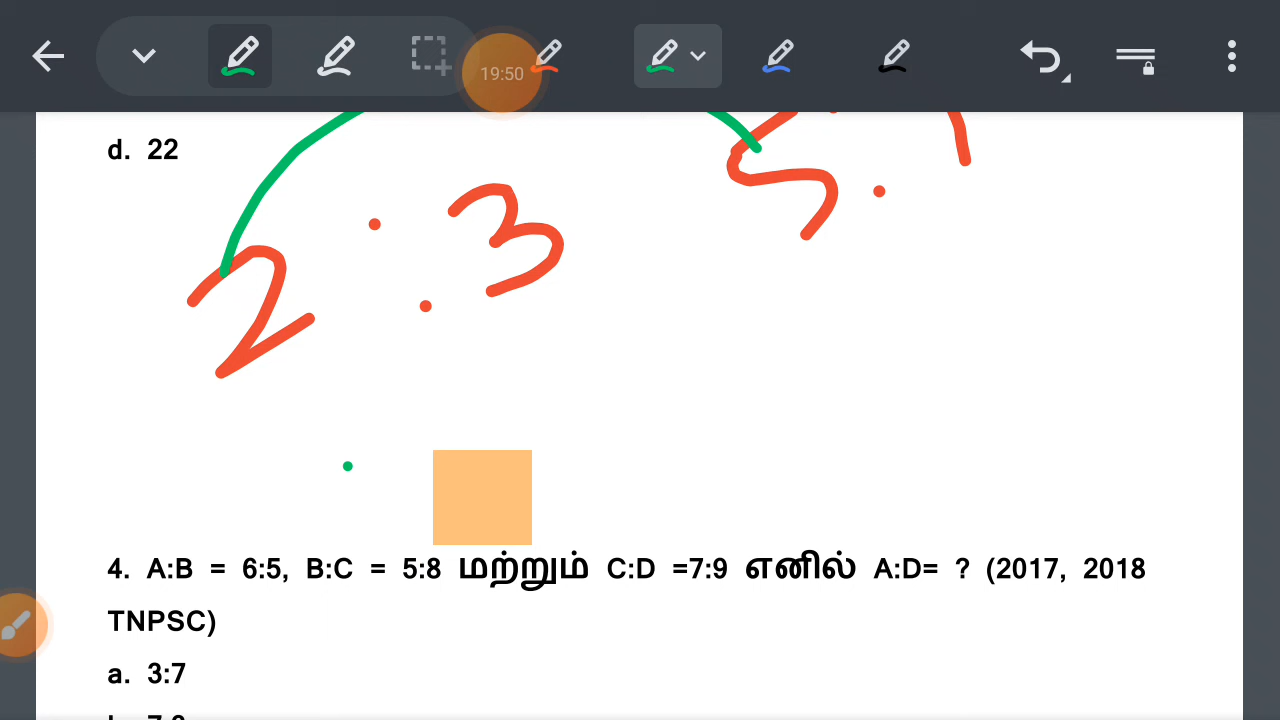 19:50
d. 22
2 : 3
5 :
4. A:B = 6:5, B:C = 5:8 மற்றும் C:D =7:9 எனில் A:D= ? (2017, 2018
TNPSC)
a. 3:7